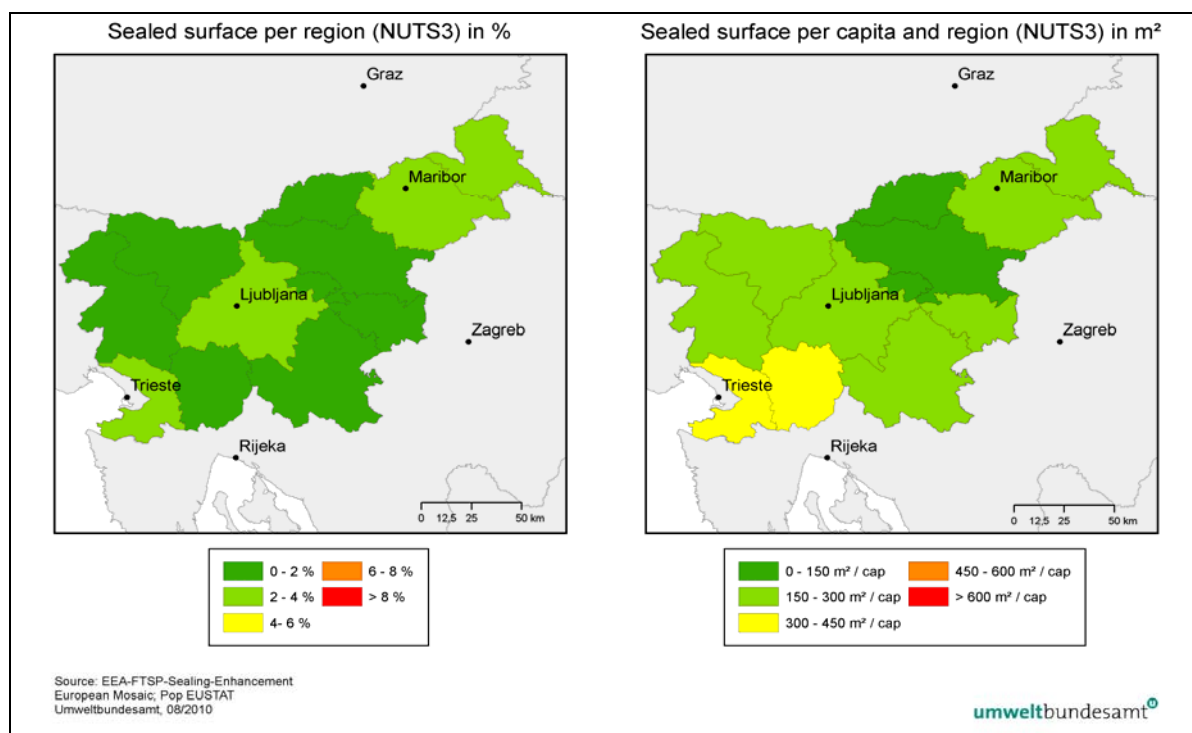 Sealed surface per region (NUTS3) in %
Graz
Maribor
Ljubljana
Zagreb
Trieste
Rijeka
0 12,5 25 50 km
0 - 2 % 6 - 8 %
2 - 4 % > 8 %
4- 6 %
Sealed surface per capita and region (NUTS3) in m²
Graz
Maribor
Ljubljana
Zagreb
Trieste
Rijeka
0 12,5 25 50 km
0 - 150 m² / cap 450 - 600 m² / cap
150 - 300 m² / cap > 600 m² / cap
300 - 450 m² / cap
Source: EEA-FTSP-Sealing-Enhancement
European Mosaic; Pop EUSTAT
Umweltbundesamt, 08/2010
umweltbundesamt